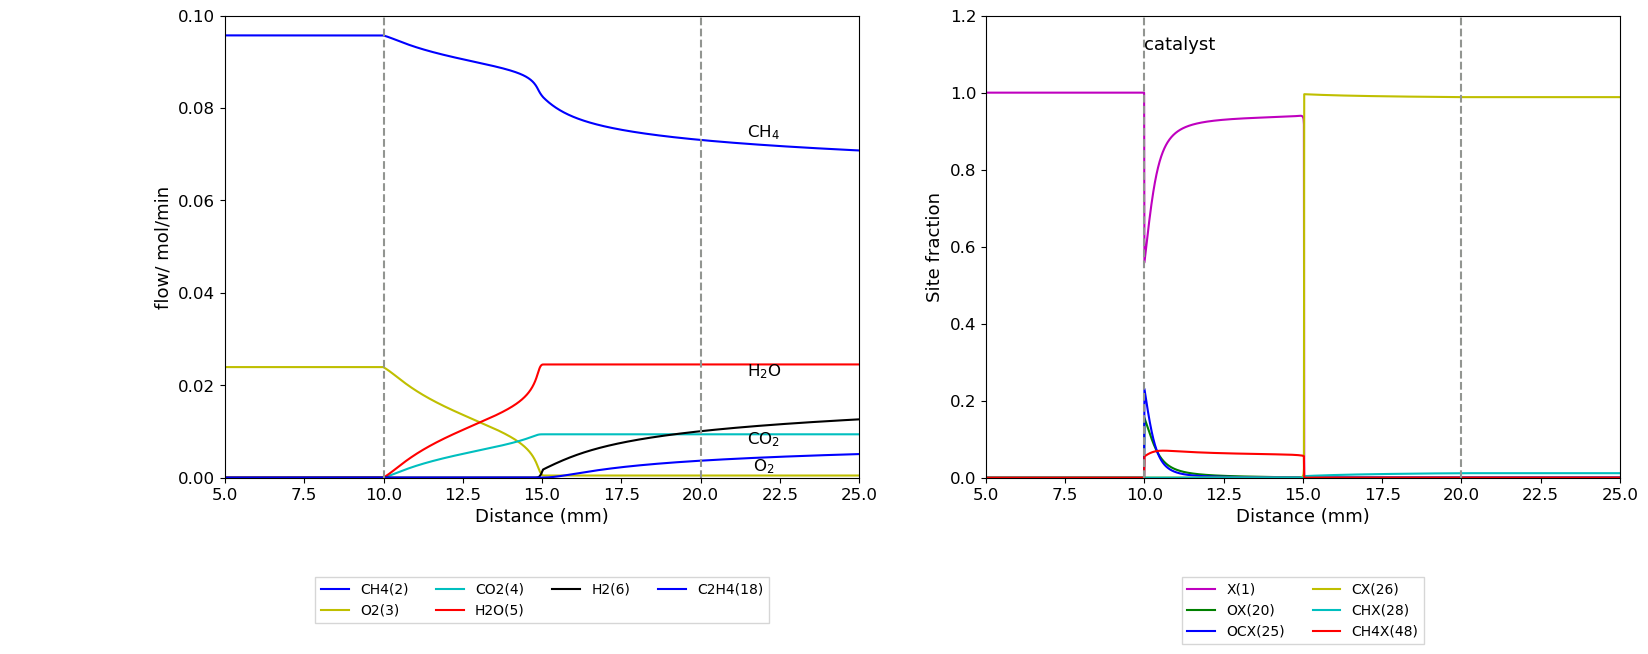 0.10
0.08
0.06
0.04
0.02
0.00
flow/ mol/min
CH₄
H₂O
CO₂
O₂
5.0 7.5 10.0 12.5 15.0 17.5 20.0 22.5 25.0
Distance (mm)
CH4(2) CO2(4) H2(6) C2H4(18)
O2(3) H2O(5)
1.2
1.0
0.8
0.6
0.4
0.2
0.0
Site fraction
catalyst
5.0 7.5 10.0 12.5 15.0 17.5 20.0 22.5 25.0
Distance (mm)
X(1) CX(26)
OX(20) CHX(28)
OCX(25) CH4X(48)